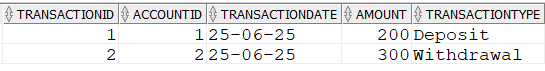 TRANSACTIONID ACCOUNTID TRANSACTIONDATE AMOUNT TRANSACTIONTYPE
1 1 25-06-25 200 Deposit
2 2 25-06-25 300 Withdrawal